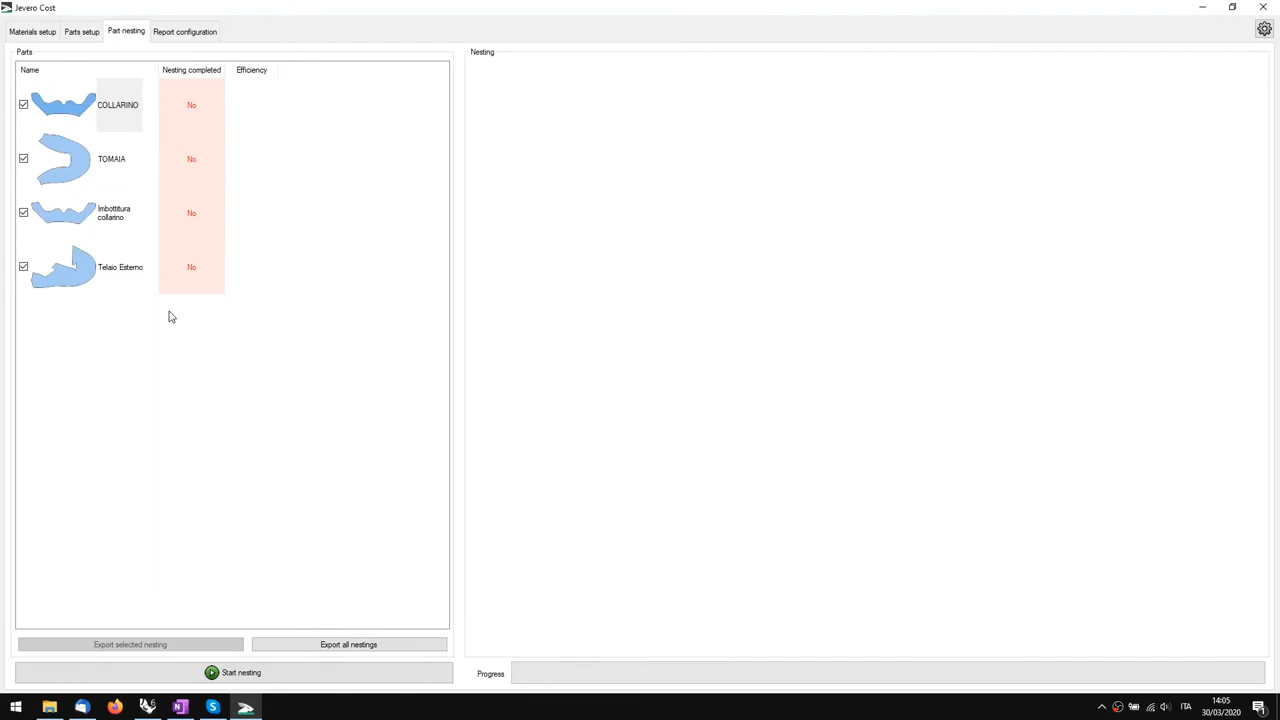 Jevero Cost
Materials setup
Parts setup
Part nesting
Report configuration
Parts
Nesting
Name
Nesting completed
Efficiency
COLLARINO
No
TOMAIA
No
Imbottitura
collarino
No
Telaio Esterno
No
Export selected nesting
Export all nestings
Start nesting
Progress
ITA
14:05
30/03/2020
1